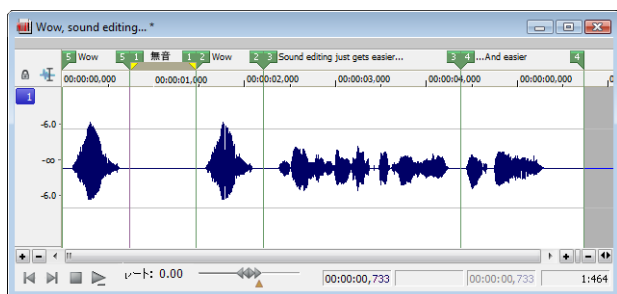 Wow, sound editing... *
5 Wow 5 1 無音 1 2 Wow 2 3 Sound editing just gets easier... 3 4 ...And easier 4
00:00:00,000 00:00:01,000 00:00:02,000 00:00:03,000 00:00:04,000 00:00:00,000
1
-6.0
-∞
-6.0
レート: 0.00 00:00:00,733 00:00:00,733 1:464